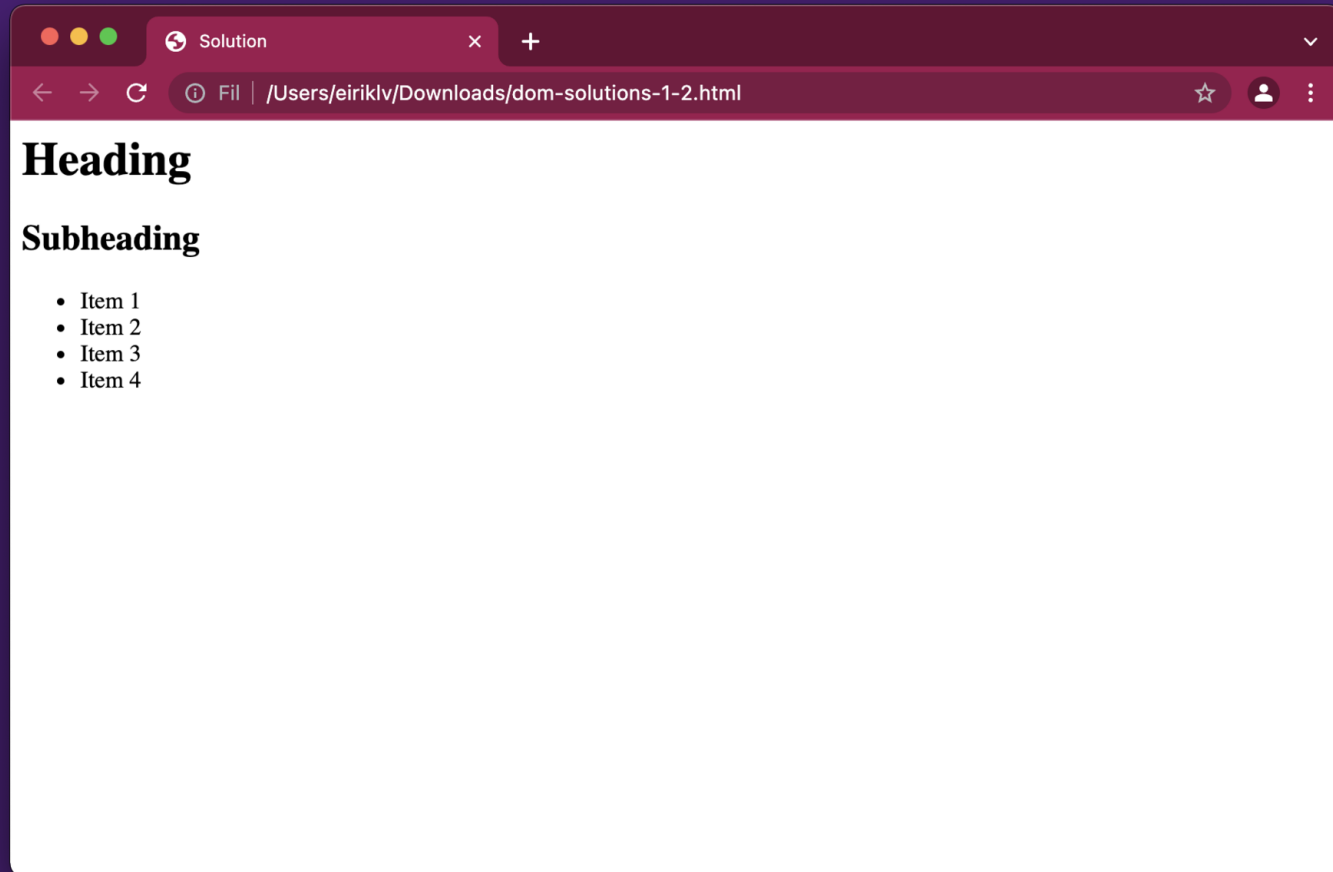 Solution
Fil /Users/eiriklv/Downloads/dom-solutions-1-2.html
Heading
Subheading
Item 1
Item 2
Item 3
Item 4